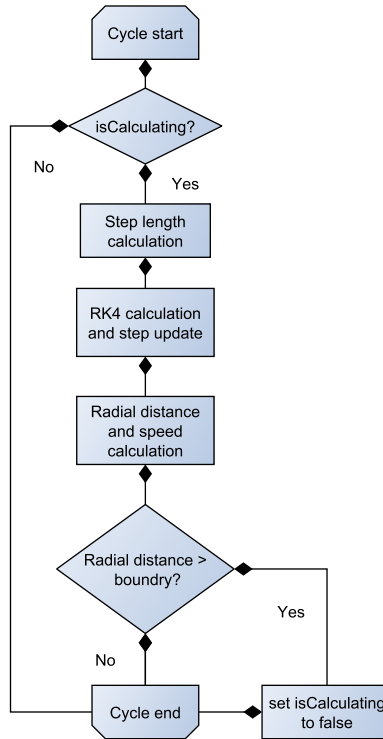 Cycle start
isCalculating?
No
Yes
Step length
calculation
RK4 calculation
and step update
Radial distance
and speed
calculation
Radial distance >
boundry?
Yes
No
Cycle end
set isCalculating
to false